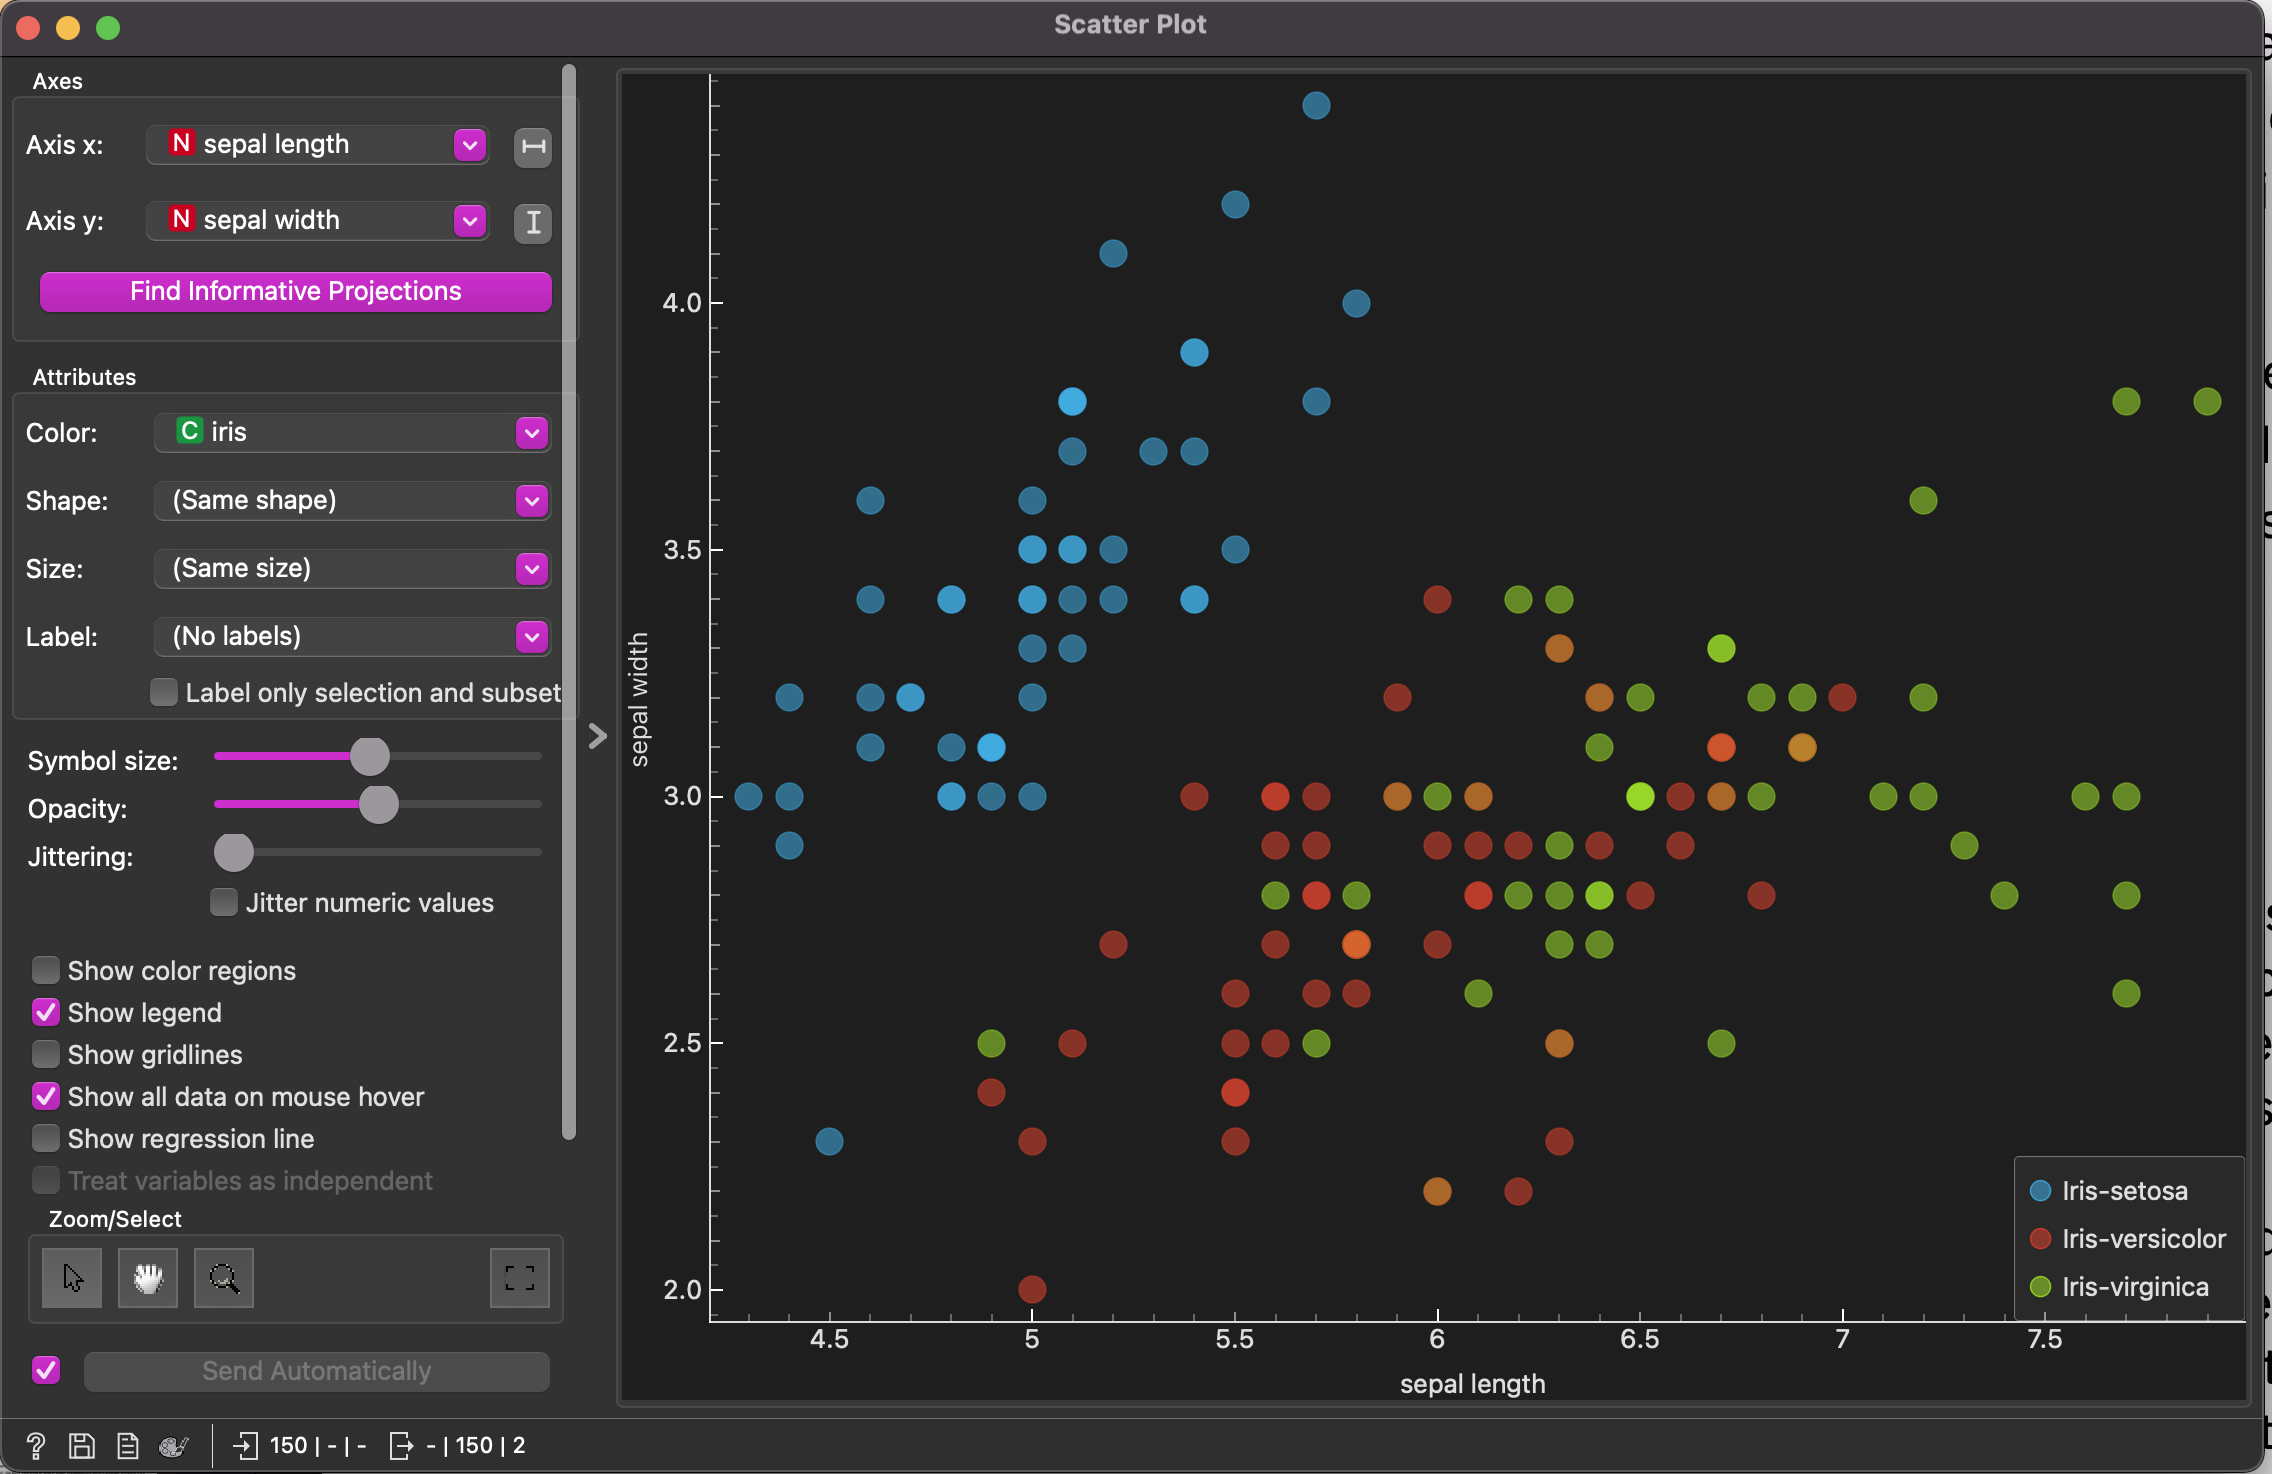 Scatter Plot
Axes
Axis x: N sepal length
Axis y: N sepal width
Find Informative Projections
Attributes
Color: C iris
Shape: (Same shape)
Size: (Same size)
Label: (No labels)
Label only selection and subset
Symbol size:
Opacity:
Jittering:
Jitter numeric values
Show color regions
Show legend
Show gridlines
Show all data on mouse hover
Show regression line
Treat variables as independent
Zoom/Select
Send Automatically
? 150 | - | - - | 150 | 2
sepal width
4.0
3.5
3.0
2.5
2.0
4.5 5 5.5 6 6.5 7 7.5
sepal length
Iris-setosa
Iris-versicolor
Iris-virginica